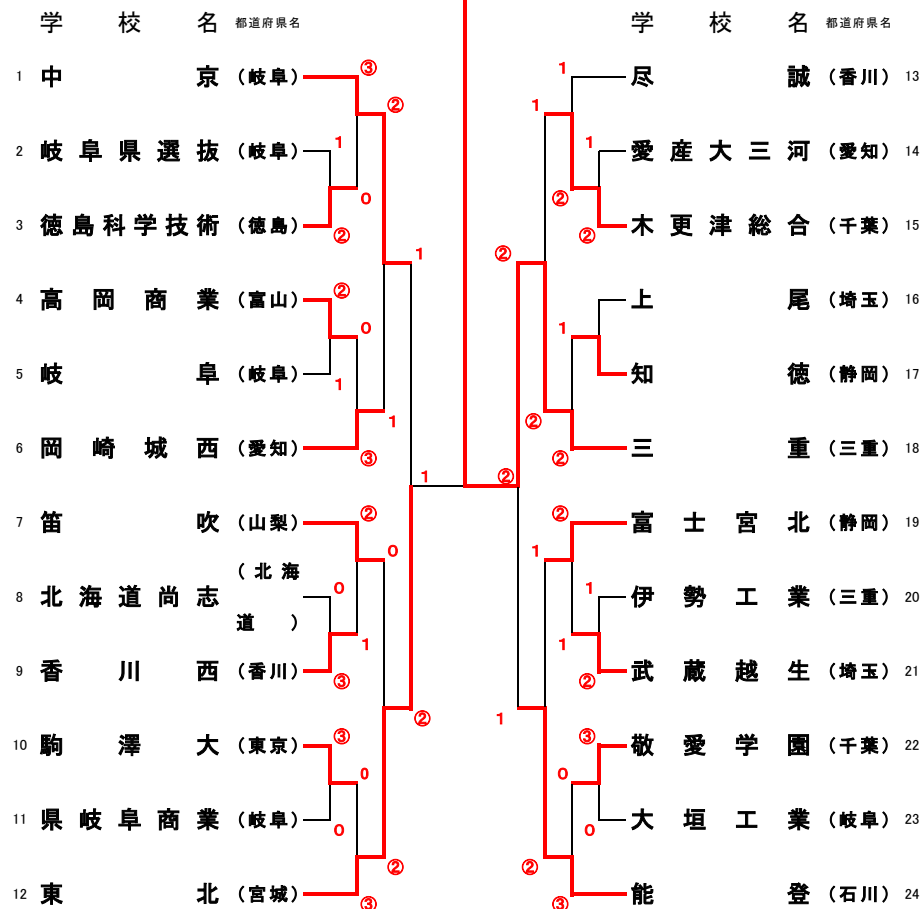 学校名 都道府県名
1 中京 （岐阜） ③
②
2 岐阜県選抜 （岐阜） 1
0
3 徳島科学技術 （徳島） ②
1
4 高岡商業 （富山） ②
0
5 岐阜 （岐阜） 1
1
6 岡崎城西 （愛知） ③
1
7 笛吹 （山梨） ②
0
8 北海道尚志 （北海道） 0
1
9 香川西 （香川） ③
②
10 駒澤大 （東京） ③
0
11 県岐阜商業 （岐阜） 0
②
12 東北 （宮城） ③
学校名 都道府県名
1 尽誠 （香川） 13
1
1 愛産大三河 （愛知） 14
②
② 木更津総合 （千葉） 15
②
上尾 （埼玉） 16
1
知徳 （静岡） 17
②
② 三重 （三重） 18
②
② 富士宮北 （静岡） 19
1
1 伊勢工業 （三重） 20
1
② 武蔵越生 （埼玉） 21
1
③ 敬愛学園 （千葉） 22
0
0 大垣工業 （岐阜） 23
②
③ 能登 （石川） 24